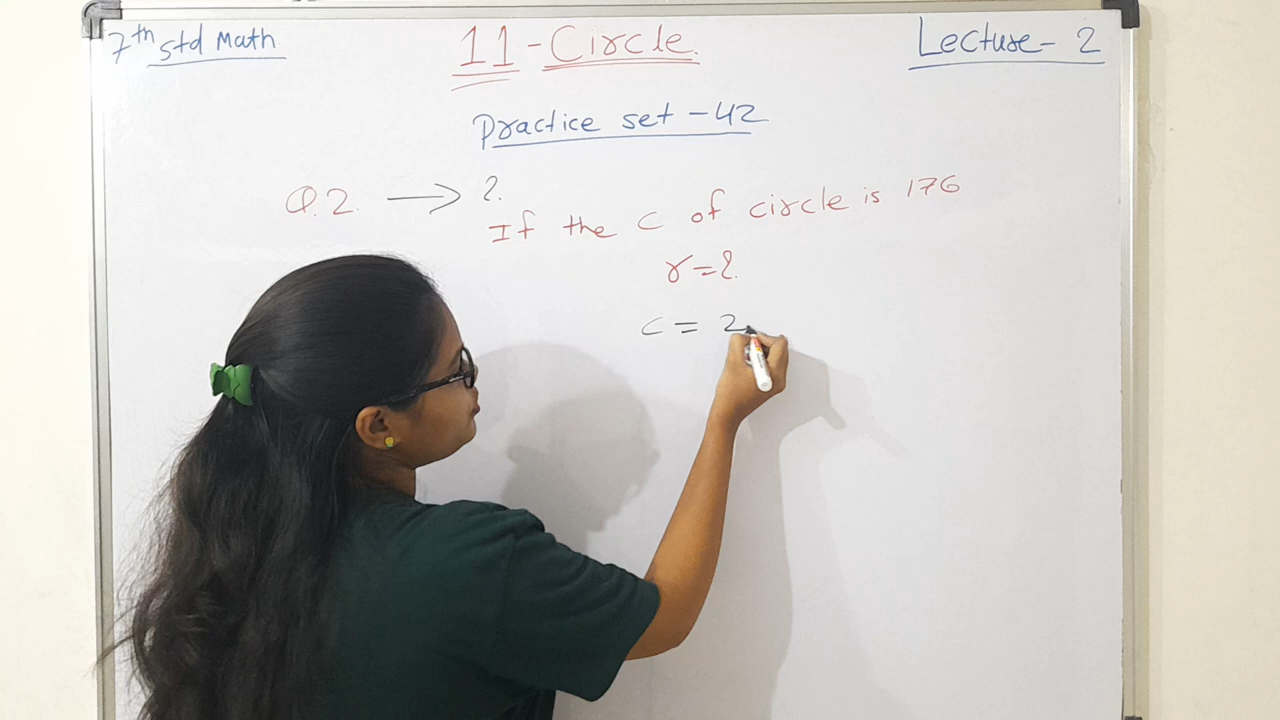 7th std Math
11 - Circle.
Lecture - 2
Practice set - 42
Q.2. → 2.
If the c of circle is 176
r = ?.
c = 2